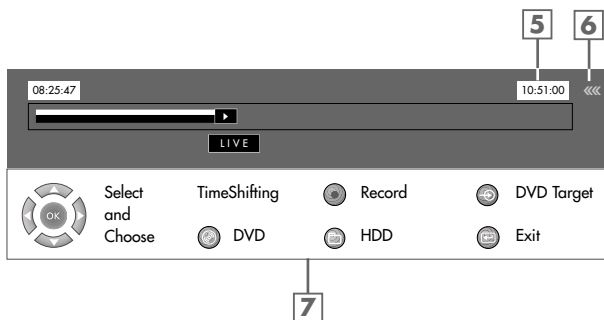 5 6
08:25:47 10:51:00
LIVE
Select and Choose
OK
TimeShifting Record DVD Target
DVD HDD Exit
7